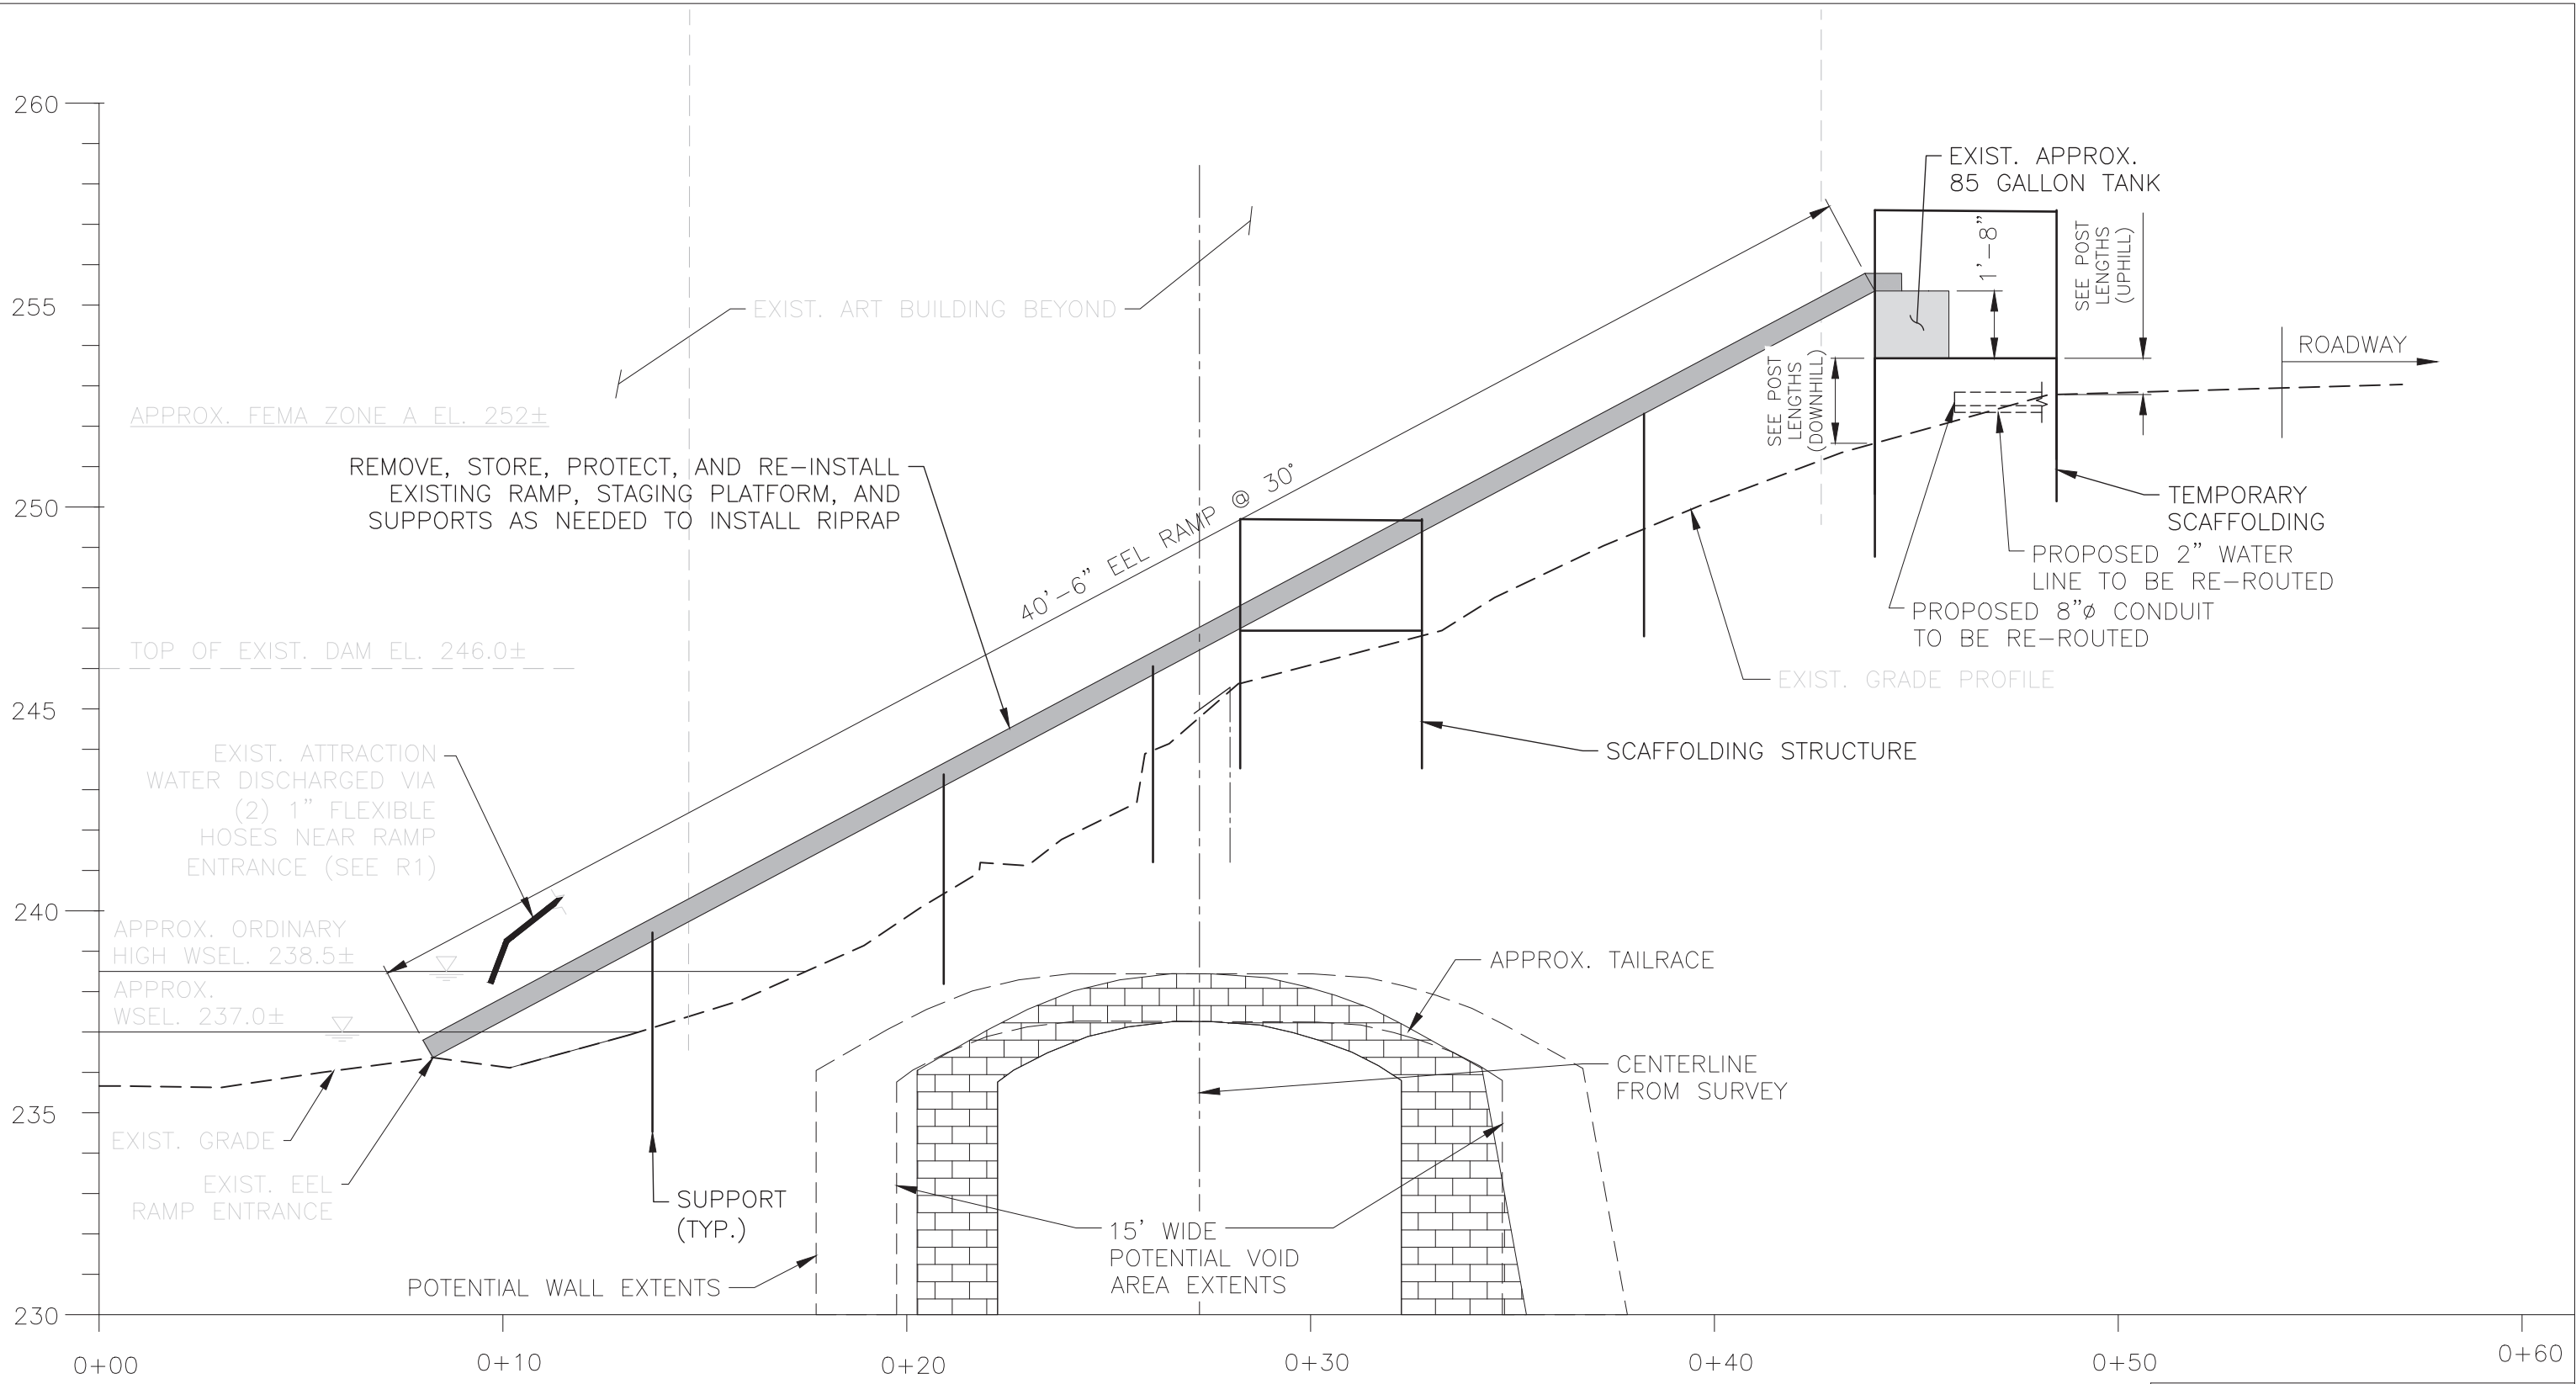 260
EXIST. APPROX.
85 GALLON TANK
1'-8"
SEE POST
LENGTHS
(UPHILL)
255
EXIST. ART BUILDING BEYOND
ROADWAY
SEE POST
LENGTHS
(DOWNHILL)
APPROX. FEMA ZONE A EL. 252±
REMOVE, STORE, PROTECT, AND RE-INSTALL
EXISTING RAMP, STAGING PLATFORM, AND
SUPPORTS AS NEEDED TO INSTALL RIPRAP
40'-6" EEL RAMP @ 30°
250
TEMPORARY
SCAFFOLDING
PROPOSED 2" WATER
LINE TO BE RE-ROUTED
PROPOSED 8"ø CONDUIT
TO BE RE-ROUTED
TOP OF EXIST. DAM EL. 246.0±
EXIST. GRADE PROFILE
245
EXIST. ATTRACTION
WATER DISCHARGED VIA
(2) 1" FLEXIBLE
HOSES NEAR RAMP
ENTRANCE (SEE R1)
SCAFFOLDING STRUCTURE
240
APPROX. ORDINARY
HIGH WSEL. 238.5±
APPROX.
WSEL. 237.0±
APPROX. TAILRACE
CENTERLINE
FROM SURVEY
235
EXIST. GRADE
EXIST. EEL
RAMP ENTRANCE
SUPPORT
(TYP.)
15' WIDE
POTENTIAL VOID
AREA EXTENTS
POTENTIAL WALL EXTENTS
230
0+00
0+10
0+20
0+30
0+40
0+50
0+60